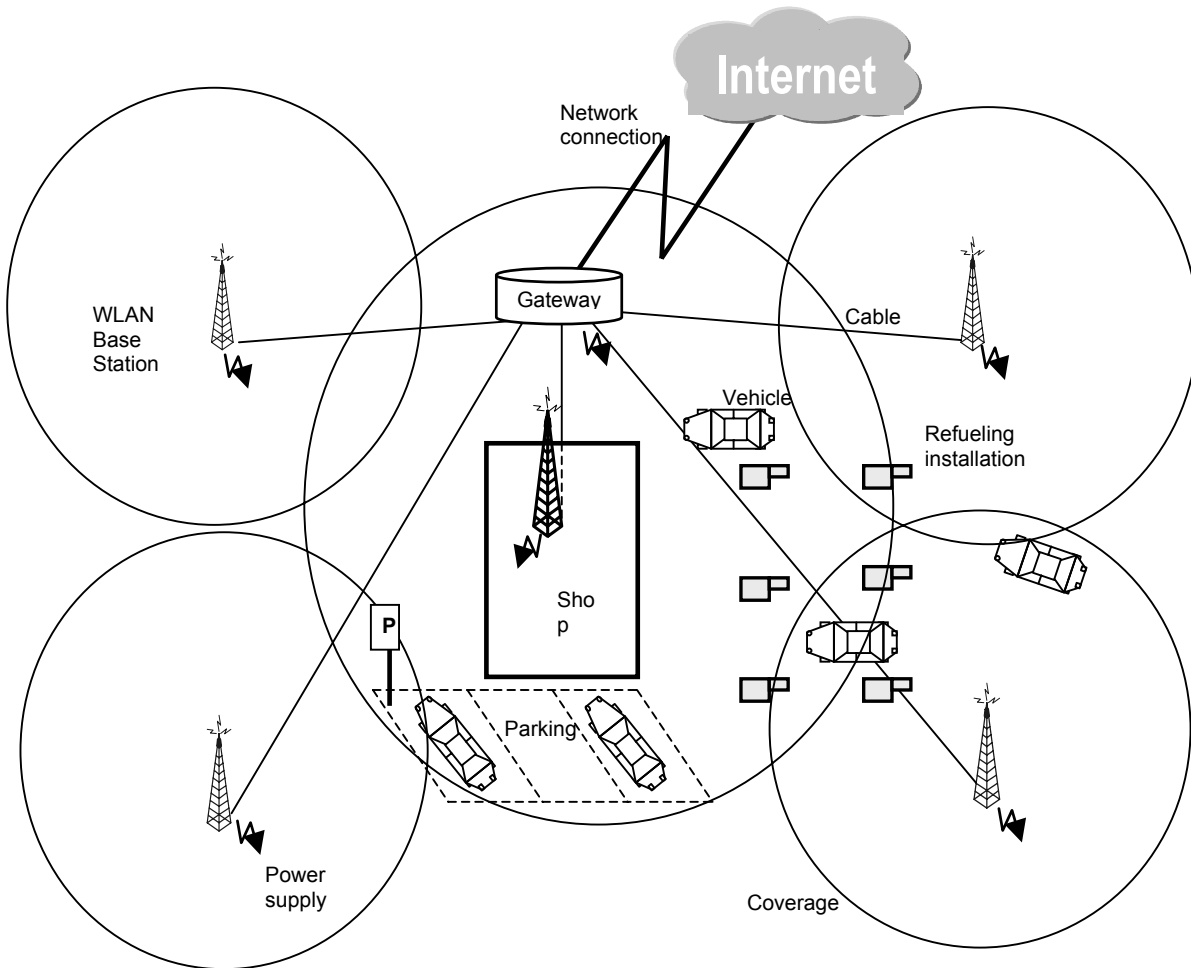 Internet
Network
connection
Gateway
WLAN
Base
Station
Cable
Vehicle
Refueling
installation
Sho
p
P
Parking
Power
supply
Coverage